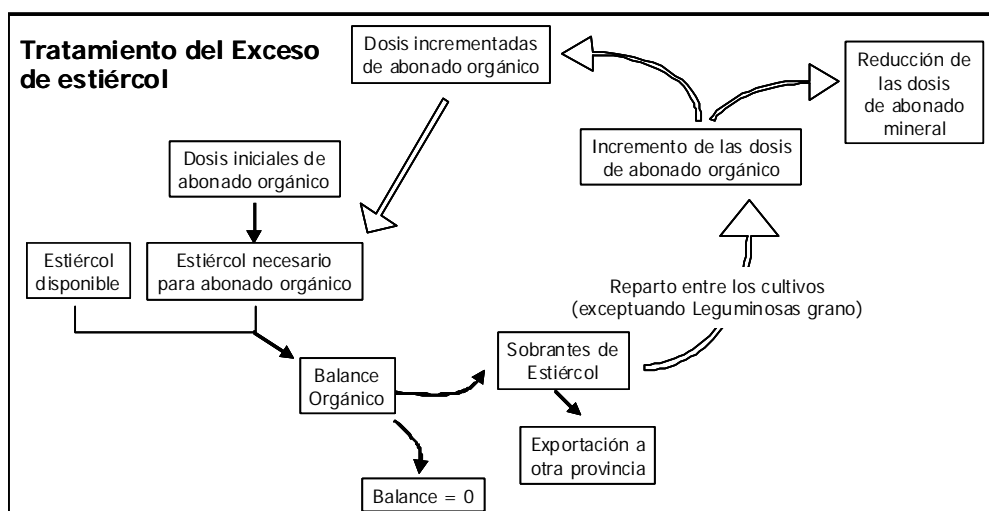 Tratamiento del Exceso
de estiércol
Dosis incrementadas
de abonado orgánico
Reducción de
las dosis
de abonado
mineral
Incremento de las dosis
de abonado orgánico
Dosis iniciales de
abonado orgánico
Estiércol
disponible
Estiércol necesario
para abonado orgánico
Reparto entre los cultivos
(exceptuando Leguminosas grano)
Sobrantes de
Estiércol
Balance
Orgánico
Exportación a
otra provincia
Balance = 0